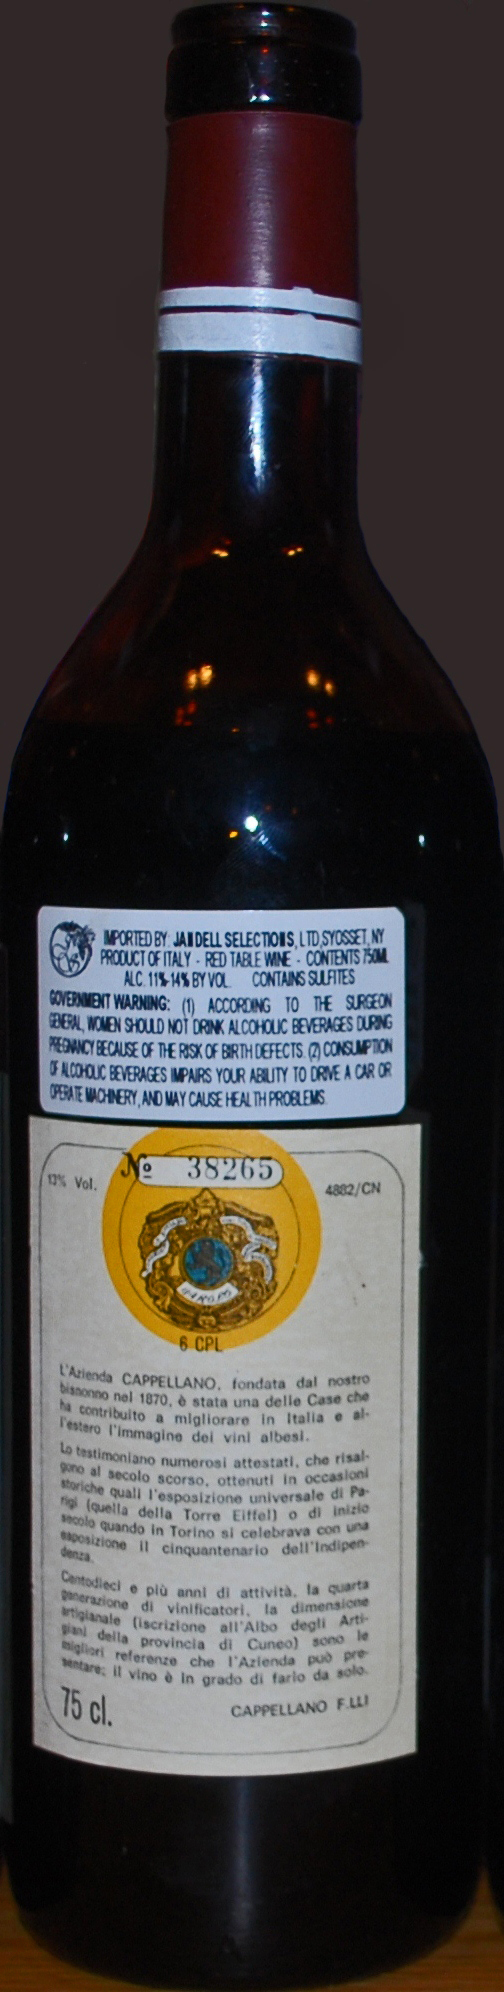 IMPORTED BY: JANDELL SELECTIONS, LTD, SYOSSET, NY
PRODUCT OF ITALY - RED TABLE WINE - CONTENTS 750ML
ALC. 11%-14% BY VOL. CONTAINS SULFITES
GOVERNMENT WARNING: (1) ACCORDING TO THE SURGEON
GENERAL, WOMEN SHOULD NOT DRINK ALCOHOLIC BEVERAGES DURING
PREGNANCY BECAUSE OF THE RISK OF BIRTH DEFECTS. (2) CONSUMPTION
OF ALCOHOLIC BEVERAGES IMPAIRS YOUR ABILITY TO DRIVE A CAR OR
OPERATE MACHINERY, AND MAY CAUSE HEALTH PROBLEMS.
13% Vol.
Nº 38265
4882/CN
6 CPL
L'Azienda CAPPELLANO, fondata dal nostro
bisnonno nel 1870, è stata una delle Case che
ha contribuito a migliorare in Italia e al-
l'estero l'immagine dei vini albesi.
Lo testimoniano numerosi attestati, che risal-
gono al secolo scorso, ottenuti in occasioni
storiche quali l'esposizione universale di Pa-
rigi (quella della Torre Eiffel) o di inizio
secolo quando in Torino si celebrava con una
esposizione il cinquantenario dell'Indipen-
denza.
Centodieci e più anni di attività, la quarta
generazione di vinificatori, la dimensione
artigianale (iscrizione all'Albo degli Arti-
giani della provincia di Cuneo) sono le
migliori referenze che l'Azienda può pre-
sentare; il vino è in grado di farlo da solo.
75 cl.
CAPPELLANO F.LLI